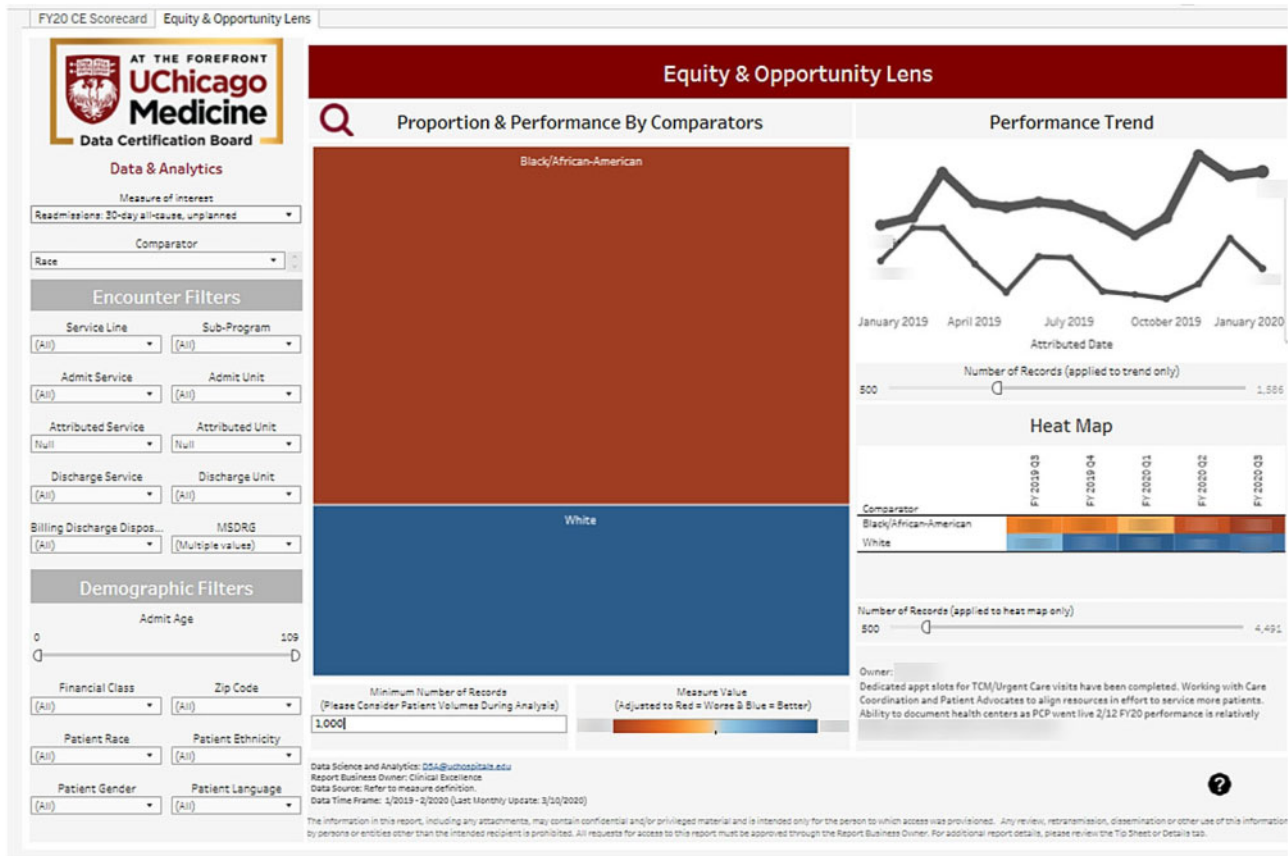 FY20 CE Scorecard
Equity & Opportunity Lens
AT THE FOREFRONT
UChicago
Medicine
Data Certification Board
Data & Analytics
Measure of interest
Readmissions: 30-day all-cause, unplanned
Comparator
Race
Encounter Filters
Service Line
Sub-Program
(All)
(All)
Admit Service
Admit Unit
(All)
(All)
Attributed Service
Attributed Unit
Null
Null
Discharge Service
Discharge Unit
(All)
(All)
Billing Discharge Dispos...
MSDRG
(All)
(Multiple values)
Demographic Filters
Admit Age
0
109
Financial Class
Zip Code
(All)
(All)
Patient Race
Patient Ethnicity
(All)
(All)
Patient Gender
Patient Language
(All)
(All)
Equity & Opportunity Lens
Proportion & Performance By Comparators
Black/African-American
White
Minimum Number of Records
(Please Consider Patient Volumes During Analysis)
1,000
Measure Value
(Adjusted to Red = Worse & Blue = Better)
Performance Trend
January 2019
April 2019
July 2019
October 2019
January 2020
Attributed Date
Number of Records (applied to trend only)
500
1,586
Heat Map
FY 2019 Q3
FY 2019 Q4
FY 2020 Q1
FY 2020 Q2
FY 2020 Q3
Comparator
Black/African-American
White
Number of Records (applied to heat map only)
500
4,491
Owner:
Dedicated appt slots for TCM/Urgent Care visits have been completed. Working with Care
Coordination and Patient Advocates to align resources in effort to service more patients.
Ability to document health centers as PCP went live 2/12 FY20 performance is relatively
Data Science and Analytics: DSA@uchospitals.edu
Report Business Owner: Clinical Excellence
Data Source: Refer to measure definition.
Data Time Frame: 1/2019 - 2/2020 (Last Monthly Update: 3/10/2020)
?
The information in this report, including any attachments, may contain confidential and/or privileged material and is intended only for the person to which access was provisioned. Any review, retransmission, dissemination or other use of this information
by persons or entities other than the intended recipient is prohibited. All requests for access to this report must be approved through the Report Business Owner. For additional report details, please review the Tip Sheet or Details tab.